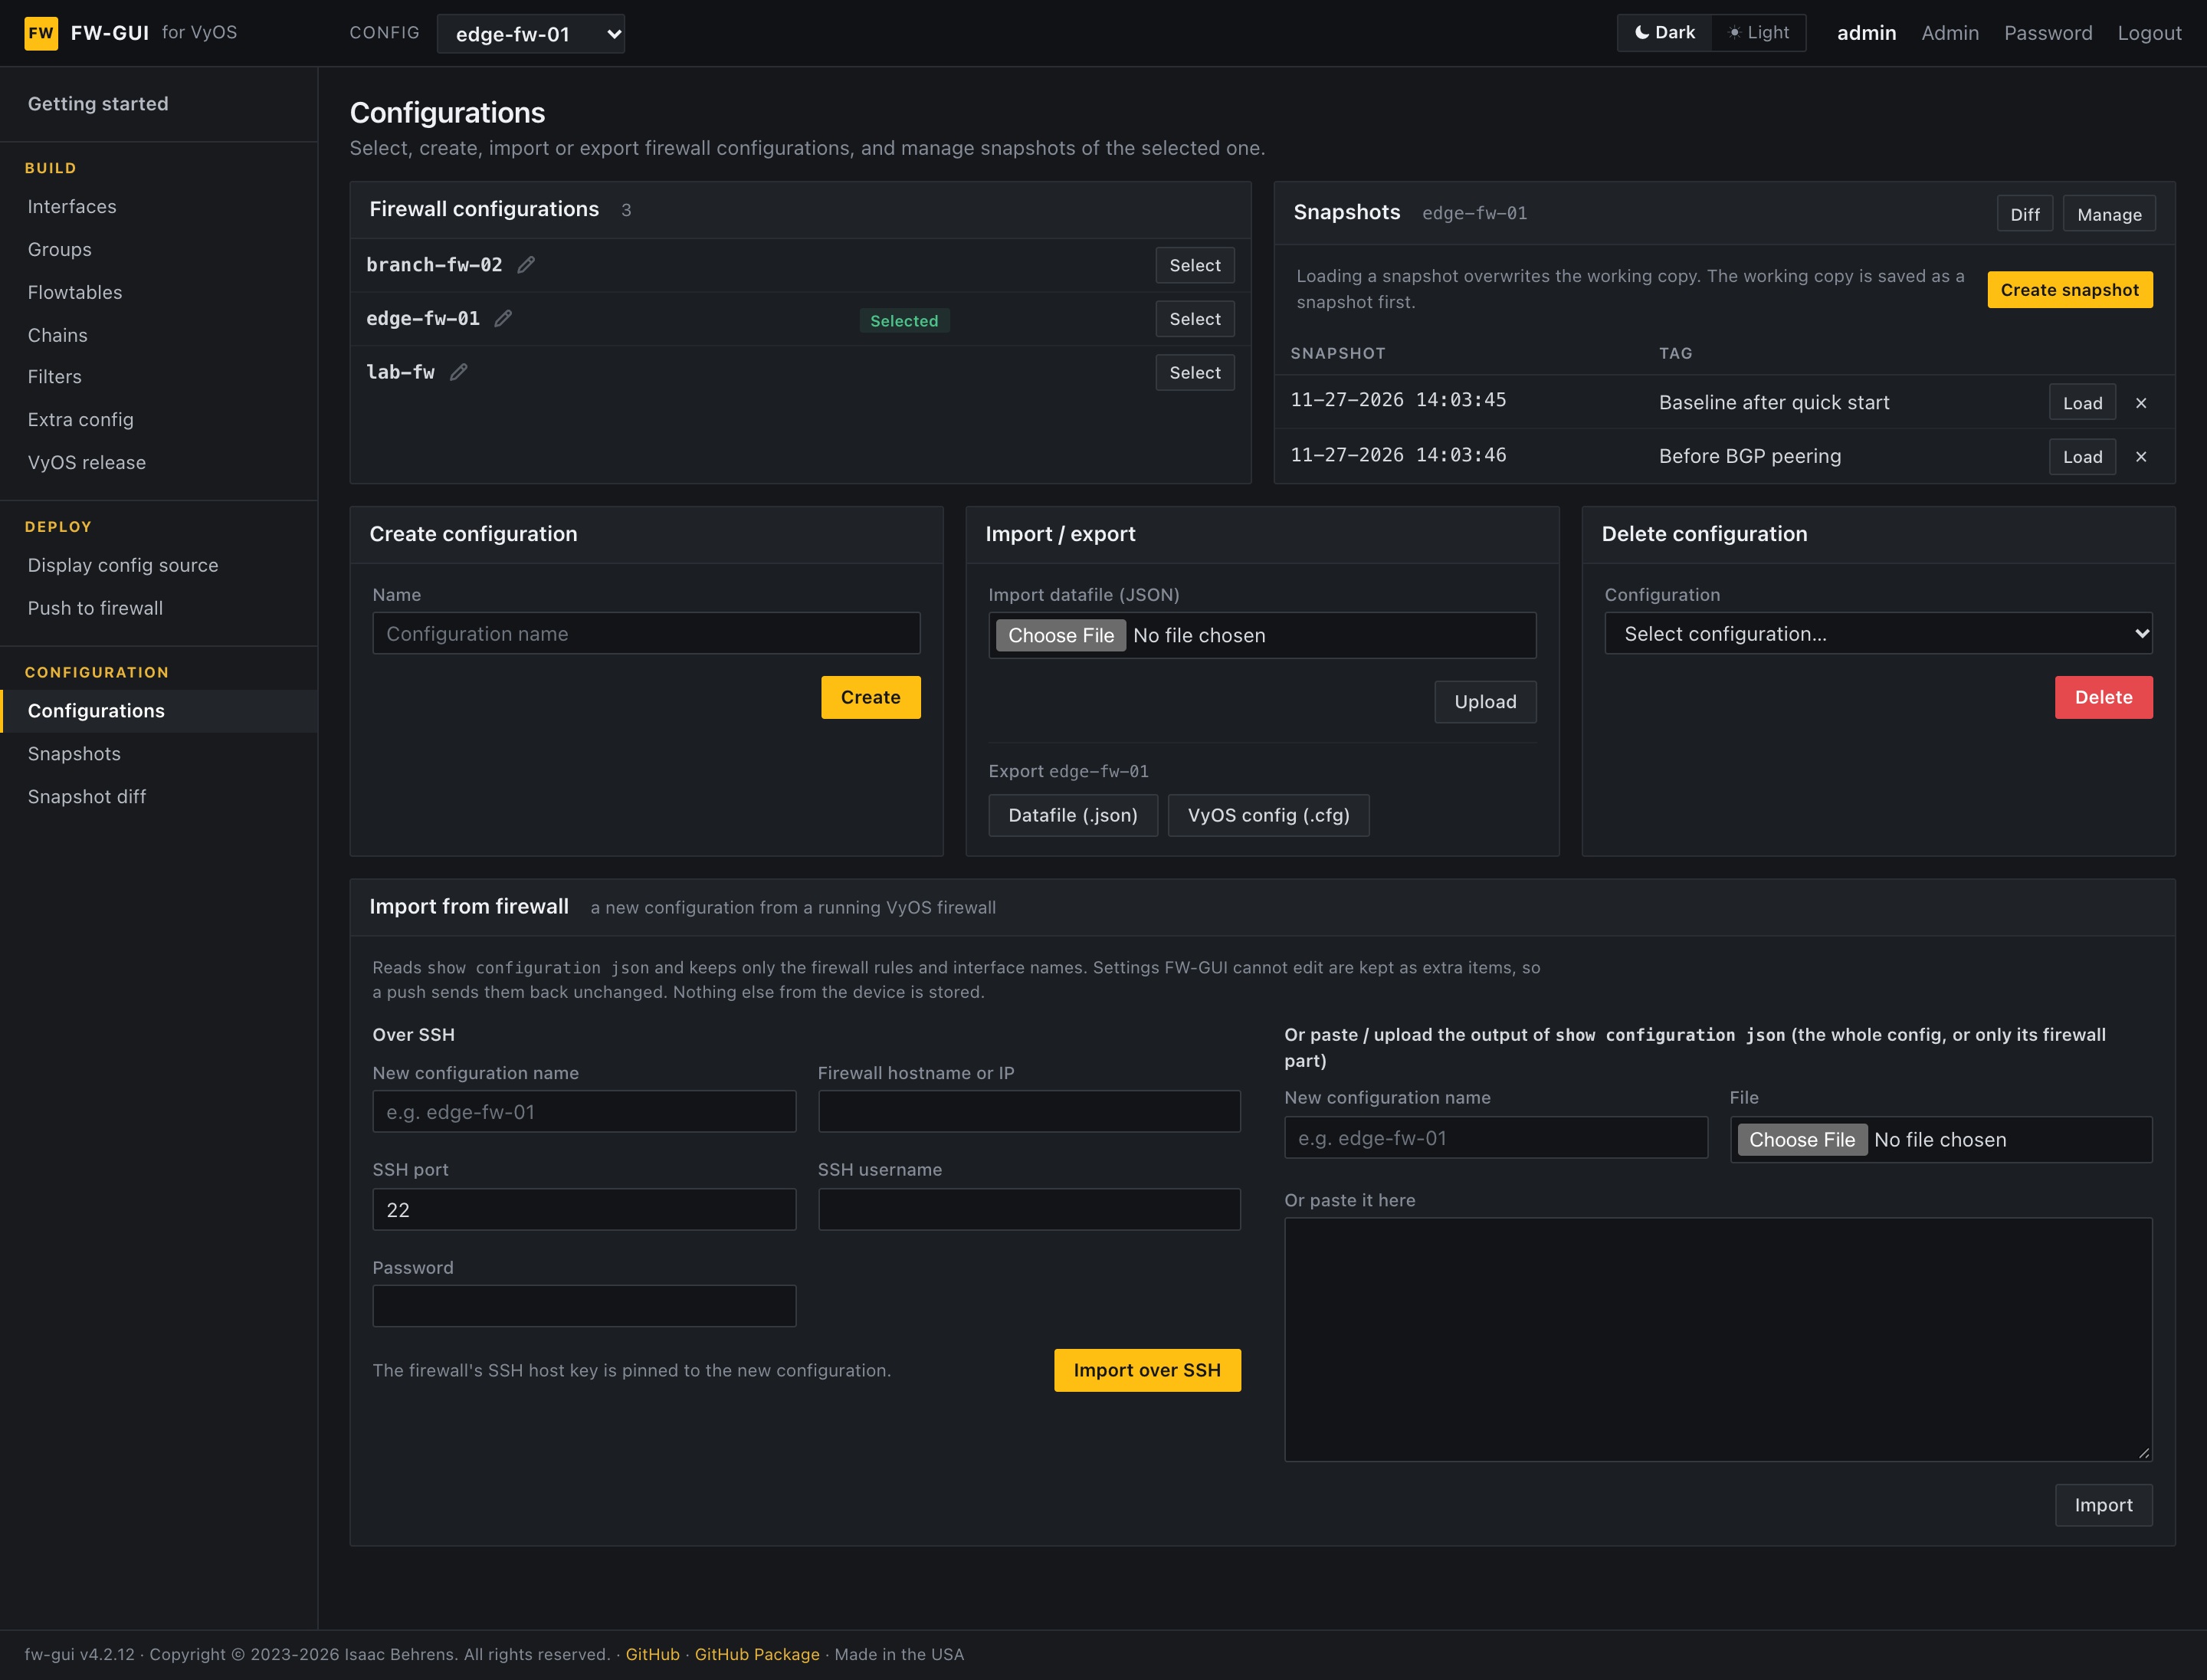 FW FW-GUI for VyOS
CONFIG edge-fw-01
Dark Light admin Admin Password Logout
Getting started
BUILD
Interfaces
Groups
Flowtables
Chains
Filters
Extra config
VyOS release
DEPLOY
Display config source
Push to firewall
CONFIGURATION
Configurations
Snapshots
Snapshot diff
Configurations
Select, create, import or export firewall configurations, and manage snapshots of the selected one.
Firewall configurations 3
branch-fw-02 Select
edge-fw-01 Selected Select
lab-fw Select
Snapshots edge-fw-01 Diff Manage
Loading a snapshot overwrites the working copy. The working copy is saved as a
snapshot first.
Create snapshot
SNAPSHOT TAG
11-27-2026 14:03:45 Baseline after quick start Load ×
11-27-2026 14:03:46 Before BGP peering Load ×
Create configuration
Name
Configuration name
Create
Import / export
Import datafile (JSON)
Choose File No file chosen
Upload
Export edge-fw-01
Datafile (.json) VyOS config (.cfg)
Delete configuration
Configuration
Select configuration...
Delete
Import from firewall a new configuration from a running VyOS firewall
Reads show configuration json and keeps only the firewall rules and interface names. Settings FW-GUI cannot edit are kept as extra items, so
a push sends them back unchanged. Nothing else from the device is stored.
Over SSH
New configuration name Firewall hostname or IP
e.g. edge-fw-01
SSH port SSH username
22
Password
The firewall's SSH host key is pinned to the new configuration. Import over SSH
Or paste / upload the output of show configuration json (the whole config, or only its firewall
part)
New configuration name File
e.g. edge-fw-01 Choose File No file chosen
Or paste it here
Import
fw-gui v4.2.12 · Copyright © 2023-2026 Isaac Behrens. All rights reserved. · GitHub · GitHub Package · Made in the USA